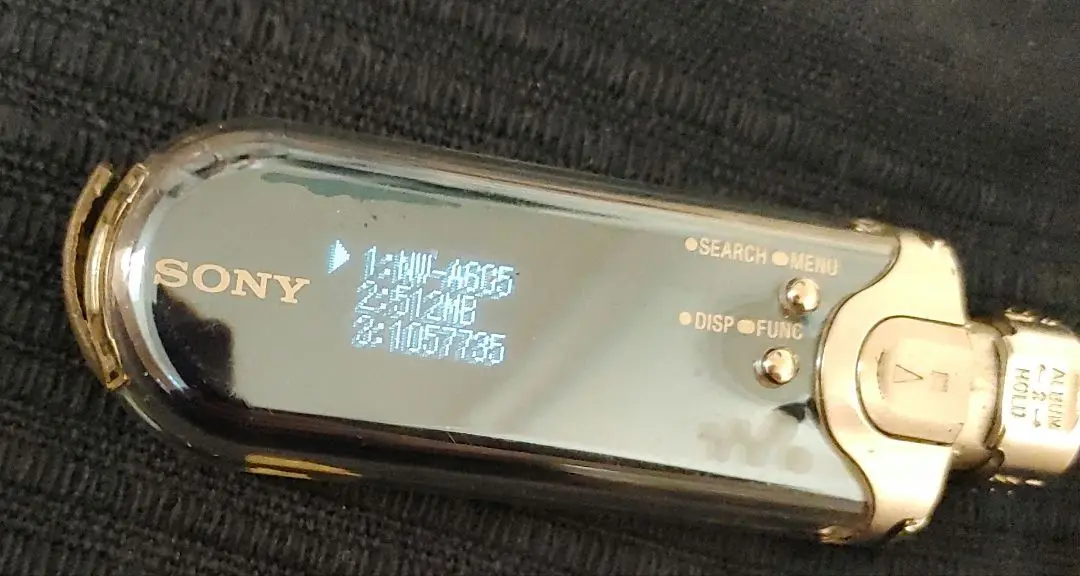 SONY
1:NW-A605
2:512MB
3:1057735
SEARCH MENU
DISP FUNC
ALBUM
HOLD